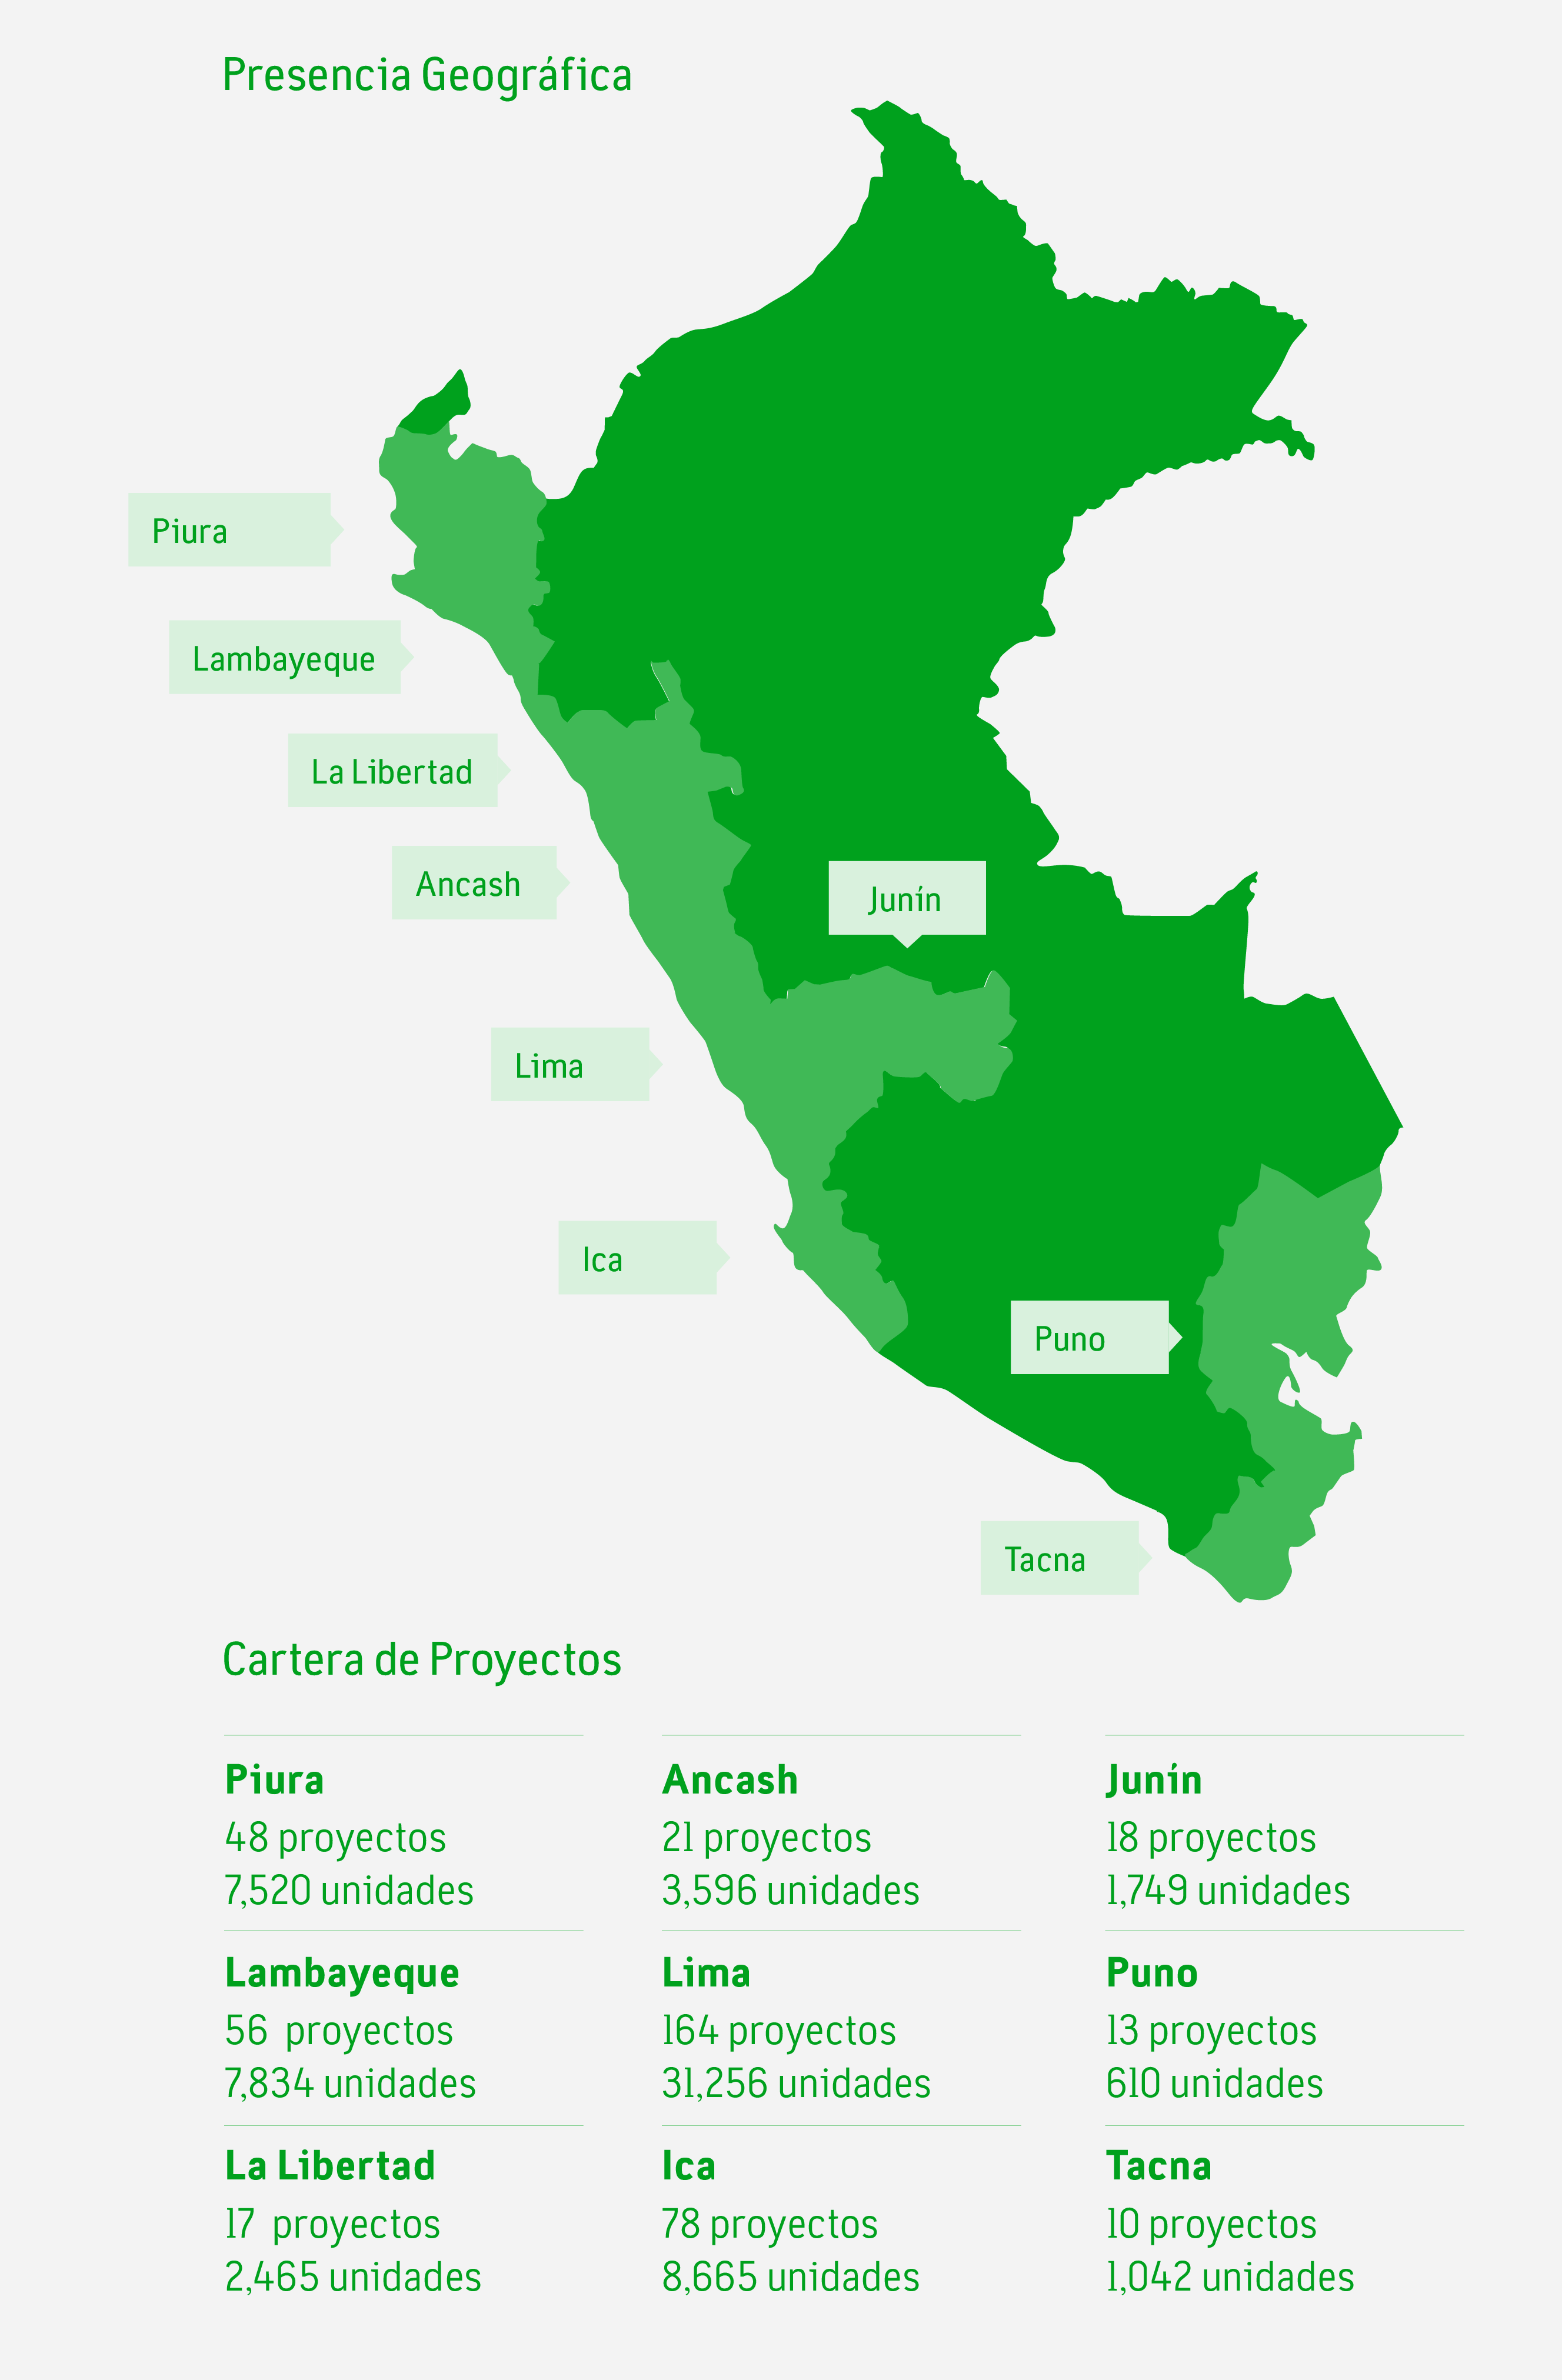 Presencia Geográfica
Piura
Lambayeque
La Libertad
Ancash
Junín
Lima
Ica
Puno
Tacna
Cartera de Proyectos
Piura
48 proyectos
7,520 unidades
Lambayeque
56 proyectos
7,834 unidades
La Libertad
17 proyectos
2,465 unidades
Ancash
21 proyectos
3,596 unidades
Lima
164 proyectos
31,256 unidades
Ica
78 proyectos
8,665 unidades
Junín
18 proyectos
1,749 unidades
Puno
13 proyectos
610 unidades
Tacna
10 proyectos
1,042 unidades